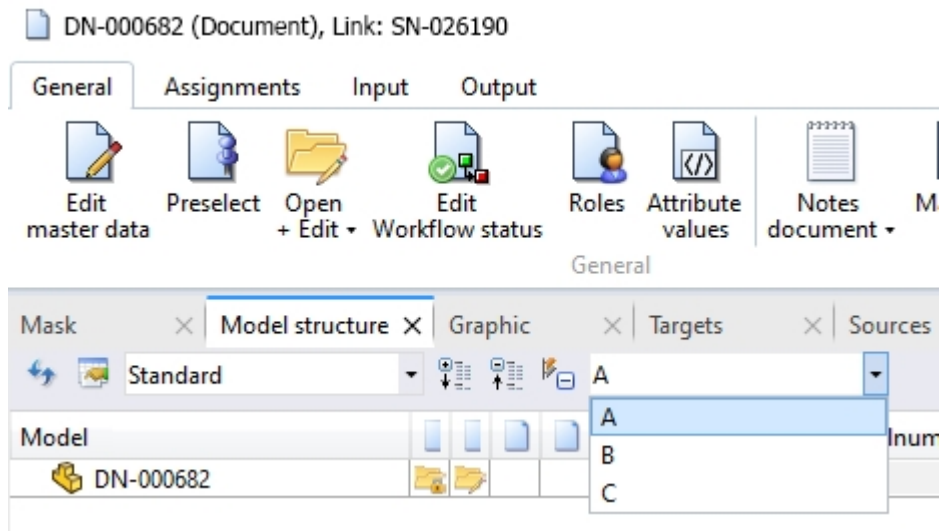 DN-000682 (Document), Link: SN-026190
General Assignments Input Output
Edit master data
Preselect
Open + Edit
Edit Workflow status
Roles
Attribute values
Notes document
General
Mask Model structure Graphic Targets Sources
Standard A
A
B
C
Model
DN-000682